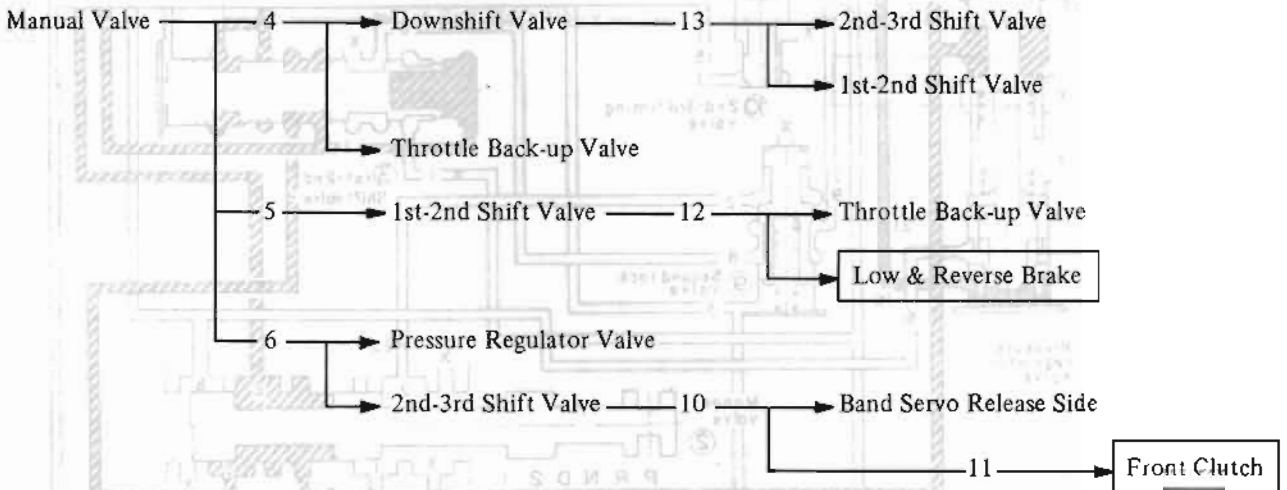 Manual Valve 4 Downshift Valve 13 2nd-3rd Shift Valve
1st-2nd Shift Valve
Throttle Back-up Valve
5 1st-2nd Shift Valve 12 Throttle Back-up Valve
Low & Reverse Brake
6 Pressure Regulator Valve
2nd-3rd Shift Valve 10 Band Servo Release Side
11 Front Clutch